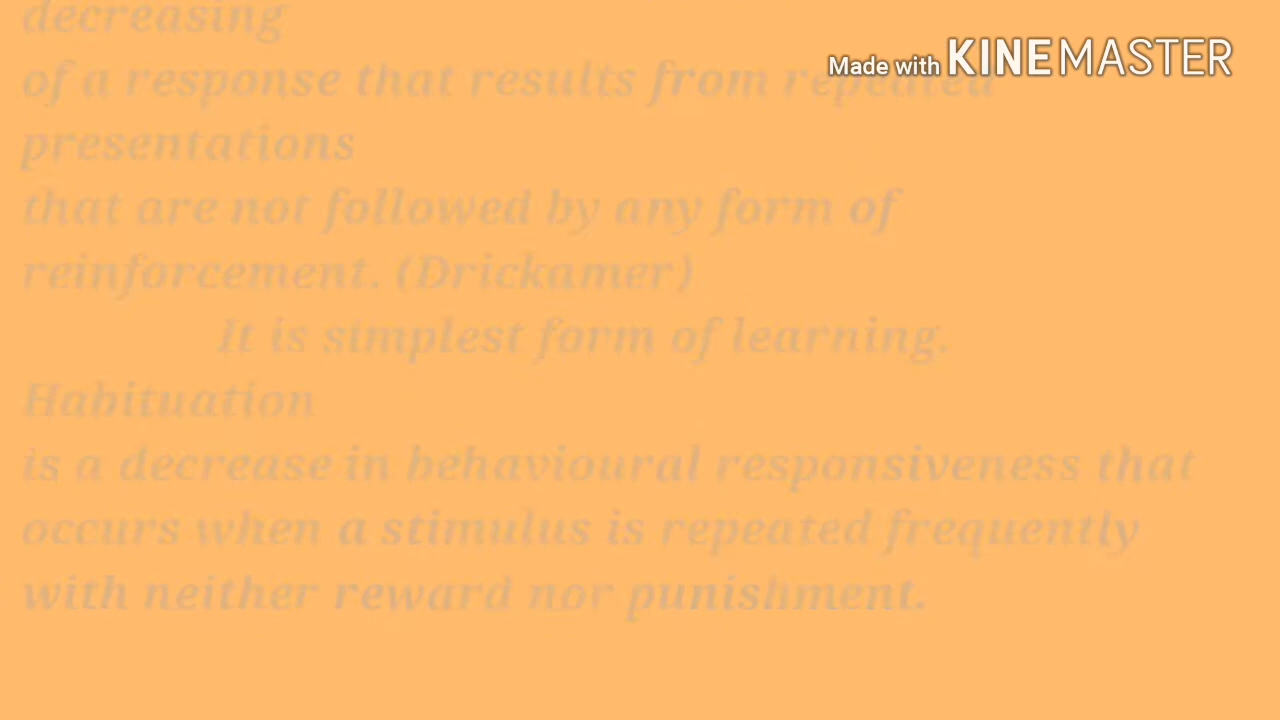 decreasing
Made with KINEMASTER
of a response that results from repeated
presentations
that are not followed by any form of
reinforcement. (Drickamer)
It is simplest form of learning.
Habituation
is a decrease in behavioural responsiveness that
occurs when a stimulus is repeated frequently
with neither reward nor punishment.